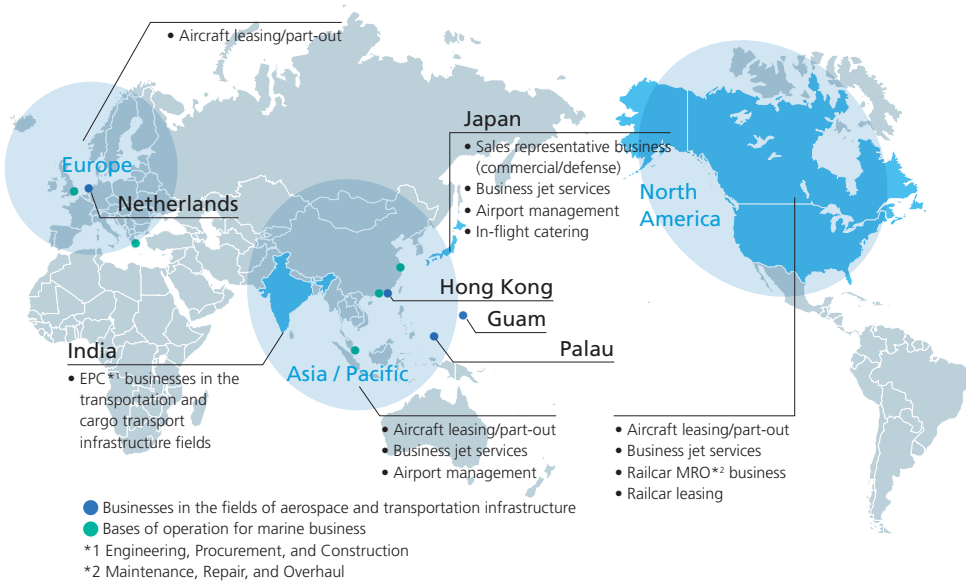 • Aircraft leasing/part-out
Europe
Netherlands
Japan
• Sales representative business
(commercial/defense)
• Business jet services
• Airport management
• In-flight catering
North
America
Hong Kong
Guam
Palau
India
• EPC*1 businesses in the
transportation and
cargo transport
infrastructure fields
Asia / Pacific
• Aircraft leasing/part-out
• Business jet services
• Airport management
• Aircraft leasing/part-out
• Business jet services
• Railcar MRO*2 business
• Railcar leasing
Businesses in the fields of aerospace and transportation infrastructure
Bases of operation for marine business
*1 Engineering, Procurement, and Construction
*2 Maintenance, Repair, and Overhaul